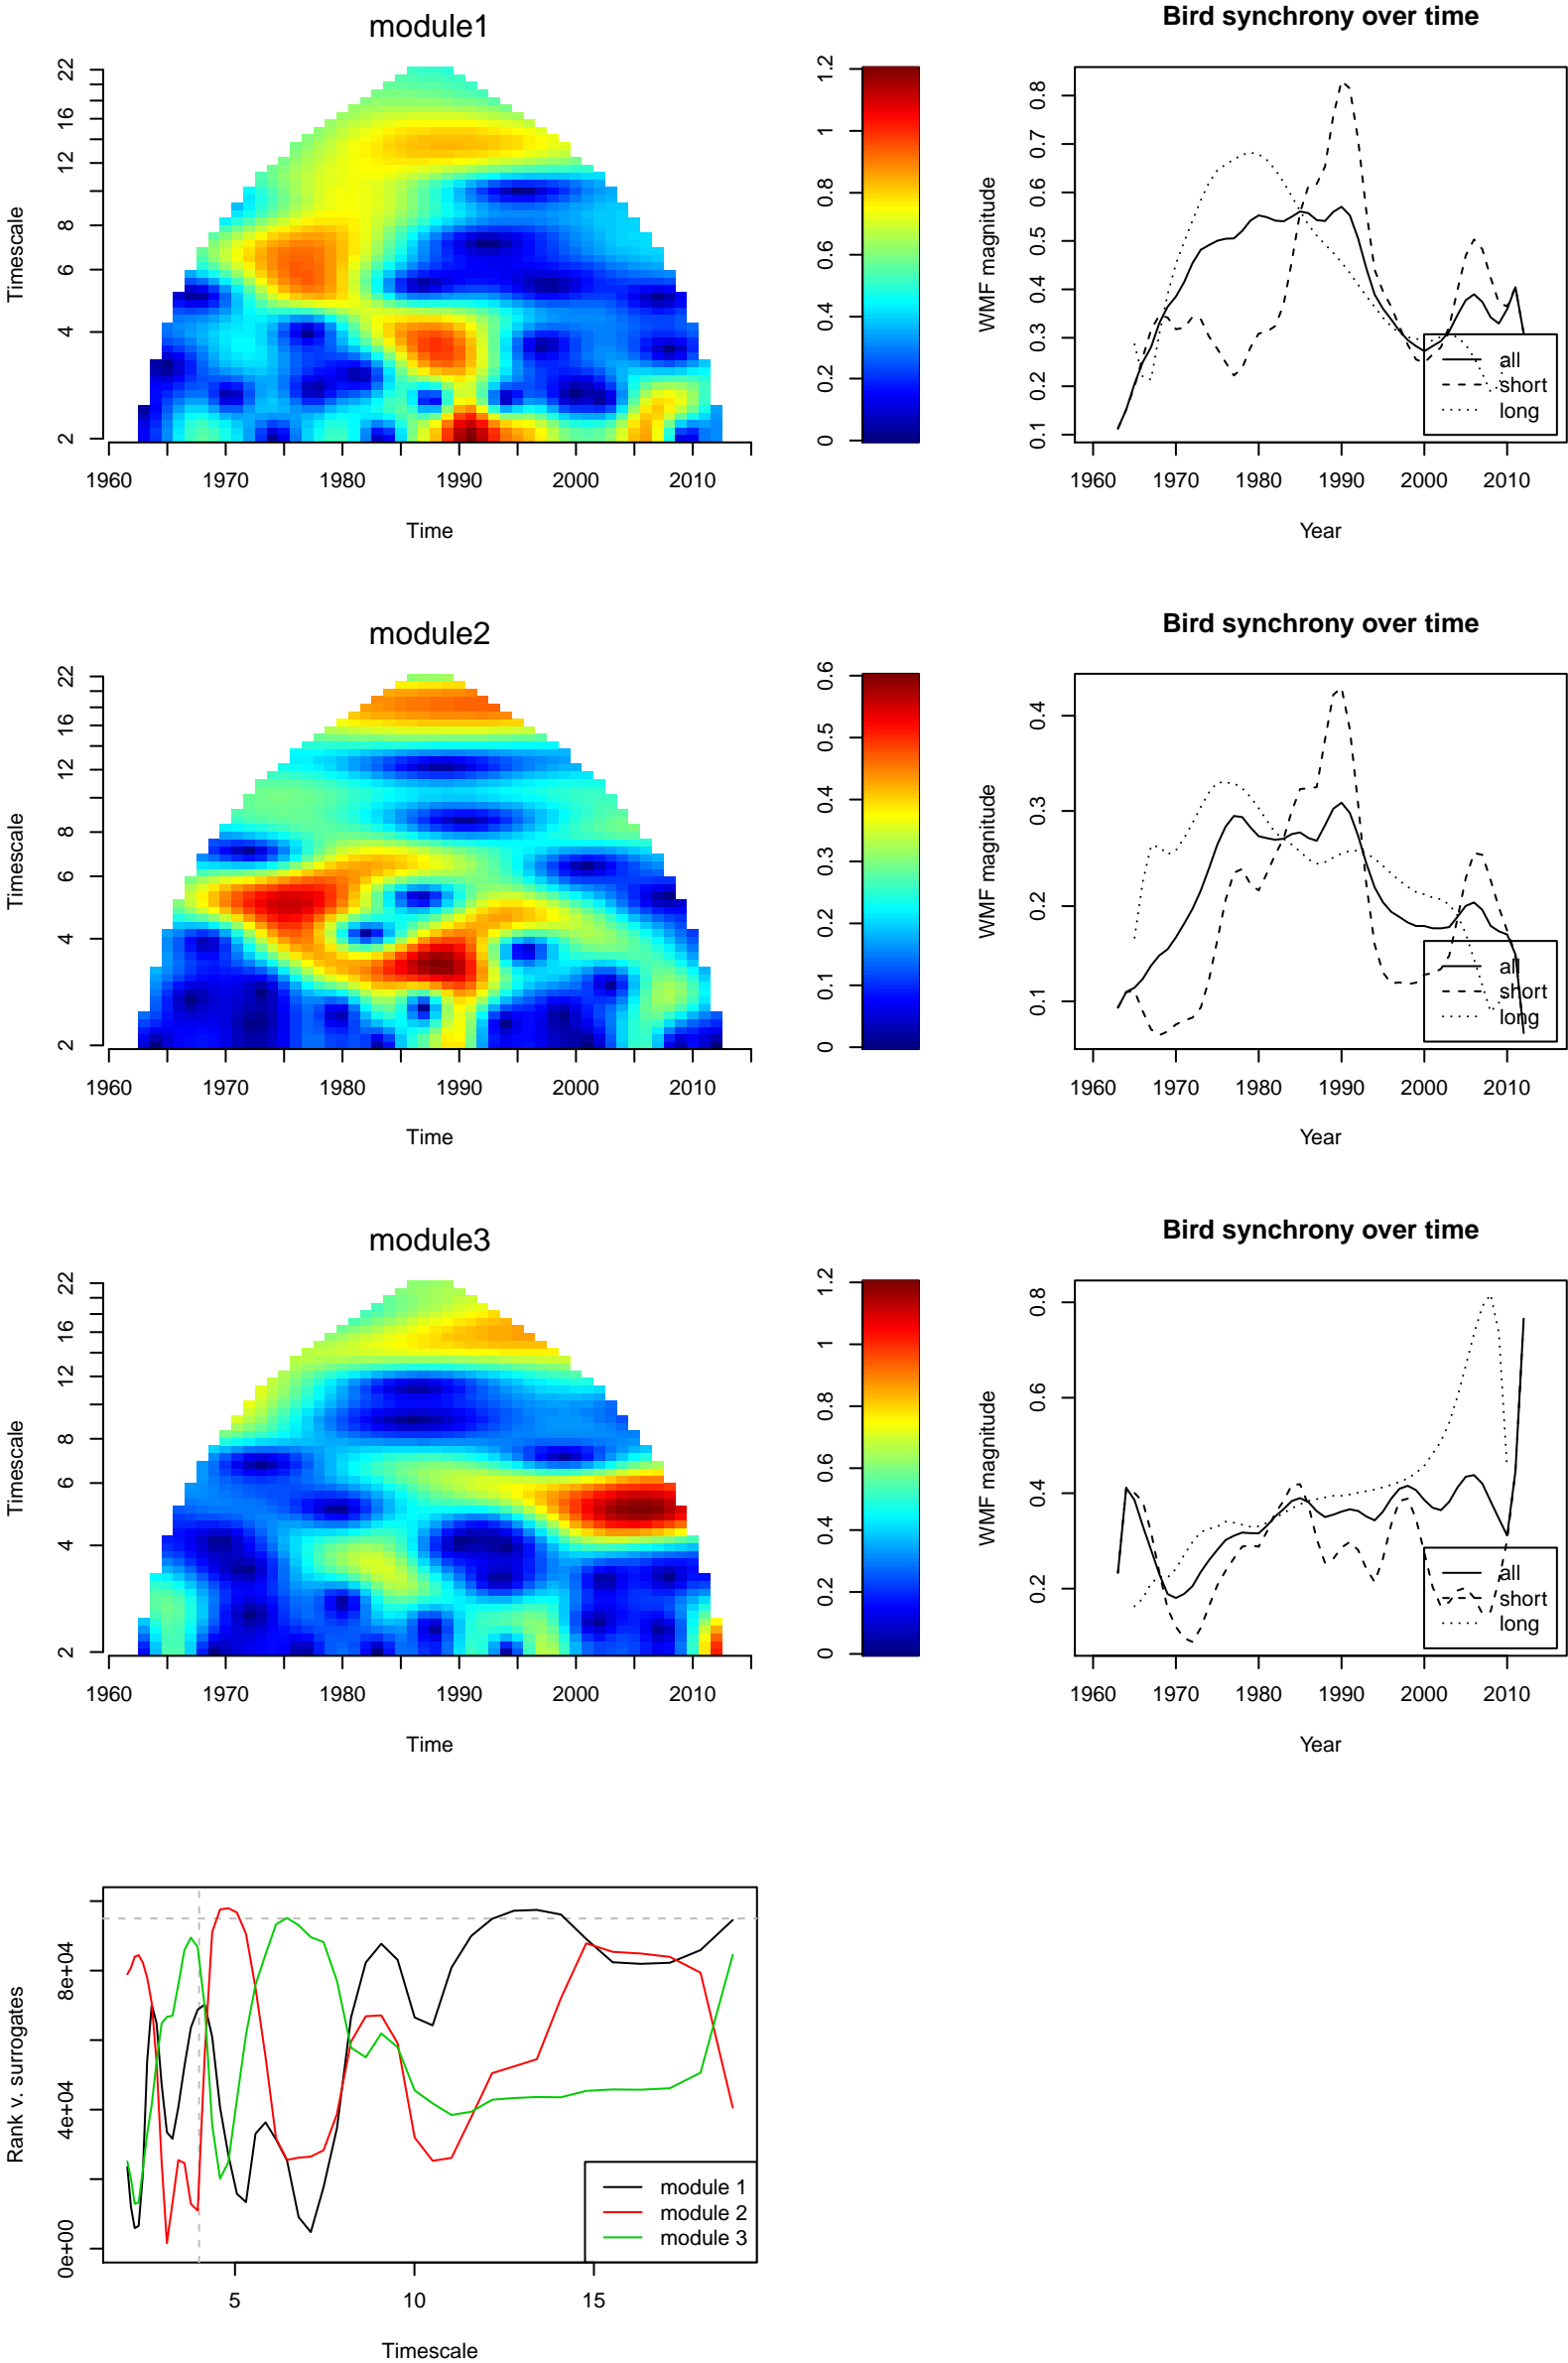 module1
22
16
12
8
6
4
2
Timescale
1960 1970 1980 1990 2000 2010
Time
0 0.2 0.4 0.6 0.8 1 1.2
Bird synchrony over time
0.1 0.2 0.3 0.4 0.5 0.6 0.7 0.8
WMF magnitude
all
short
long
1960 1970 1980 1990 2000 2010
Year
module2
22
16
12
8
6
4
2
Timescale
1960 1970 1980 1990 2000 2010
Time
0 0.1 0.2 0.3 0.4 0.5 0.6
Bird synchrony over time
0.1 0.2 0.3 0.4
WMF magnitude
all
short
long
1960 1970 1980 1990 2000 2010
Year
module3
22
16
12
8
6
4
2
Timescale
1960 1970 1980 1990 2000 2010
Time
0 0.2 0.4 0.6 0.8 1 1.2
Bird synchrony over time
0.2 0.4 0.6 0.8
WMF magnitude
all
short
long
1960 1970 1980 1990 2000 2010
Year
0e+00 4e+04 8e+04
Rank v. surrogates
module 1
module 2
module 3
5 10 15
Timescale